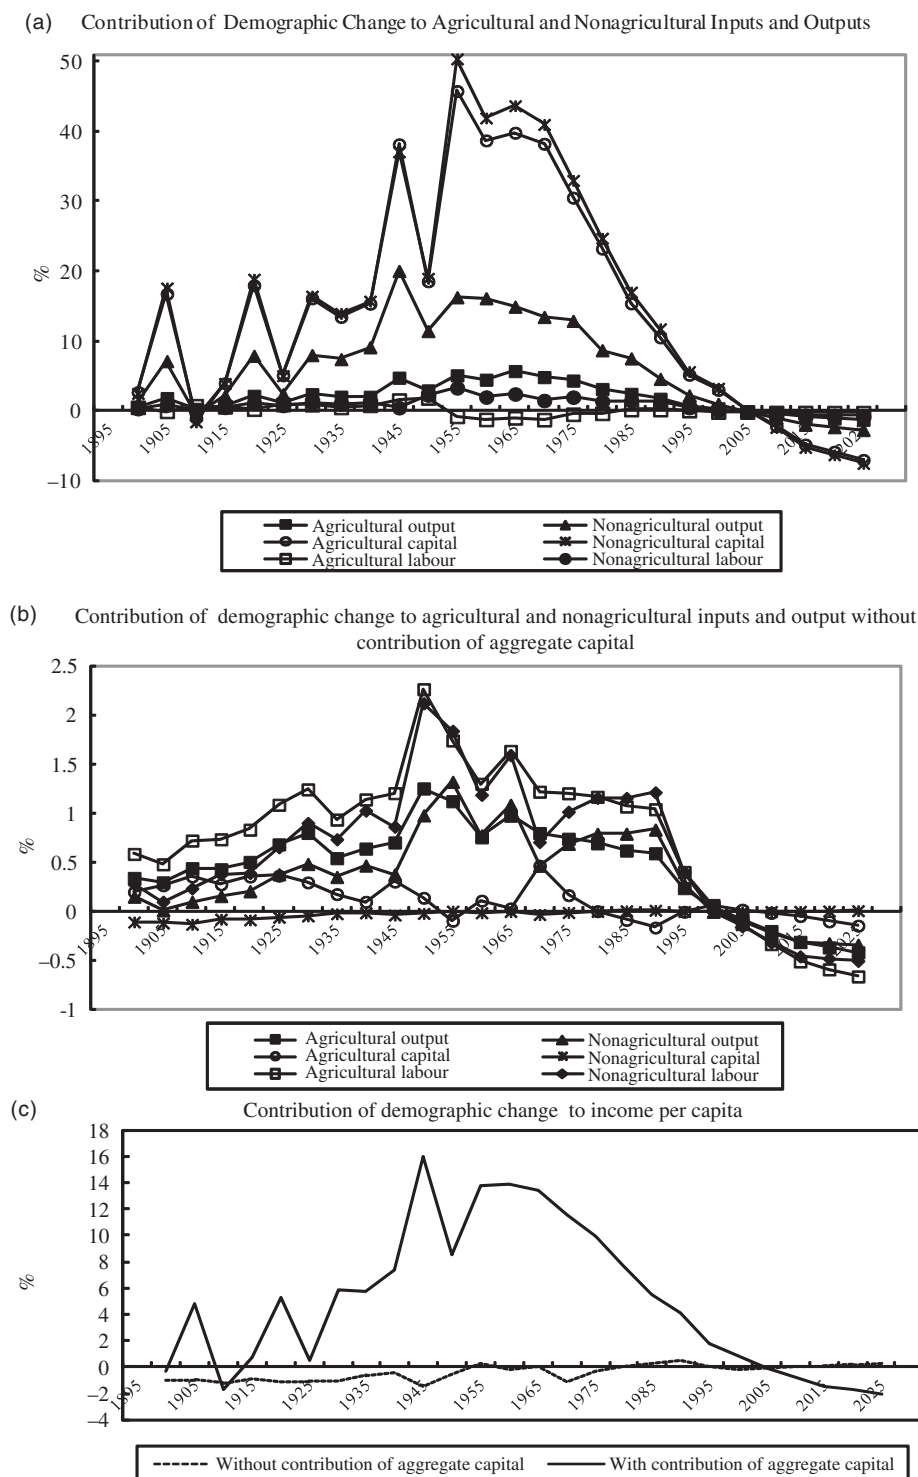 (a) Contribution of Demographic Change to Agricultural and Nonagricultural Inputs and Outputs
50
40
30
20
10
0
–10
%
1895 1905 1915 1925 1935 1945 1955 1965 1975 1985 1995 2005 2015 2025
Agricultural output Nonagricultural output
Agricultural capital Nonagricultural capital
Agricultural labour Nonagricultural labour
(b) Contribution of demographic change to agricultural and nonagricultural inputs and output without
contribution of aggregate capital
2.5
2
1.5
1
0.5
0
–0.5
-1
%
1895 1905 1915 1925 1935 1945 1955 1965 1975 1985 1995 2005 2015 2025
Agricultural output Nonagricultural output
Agricultural capital Nonagricultural capital
Agricultural labour Nonagricultural labour
(c) Contribution of demographic change to income per capita
18
16
14
12
10
8
6
4
2
0
–2
–4
%
1895 1905 1915 1925 1935 1945 1955 1965 1975 1985 1995 2005 2015 2025
Without contribution of aggregate capital With contribution of aggregate capital